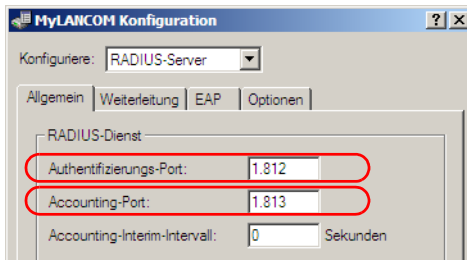 MyLANCOM Konfiguration
Konfiguriere: RADIUS-Server
Allgemein Weiterleitung EAP Optionen
RADIUS-Dienst
Authentifizierungs-Port: 1.812
Accounting-Port: 1.813
Accounting-Interim-Intervall: 0 Sekunden